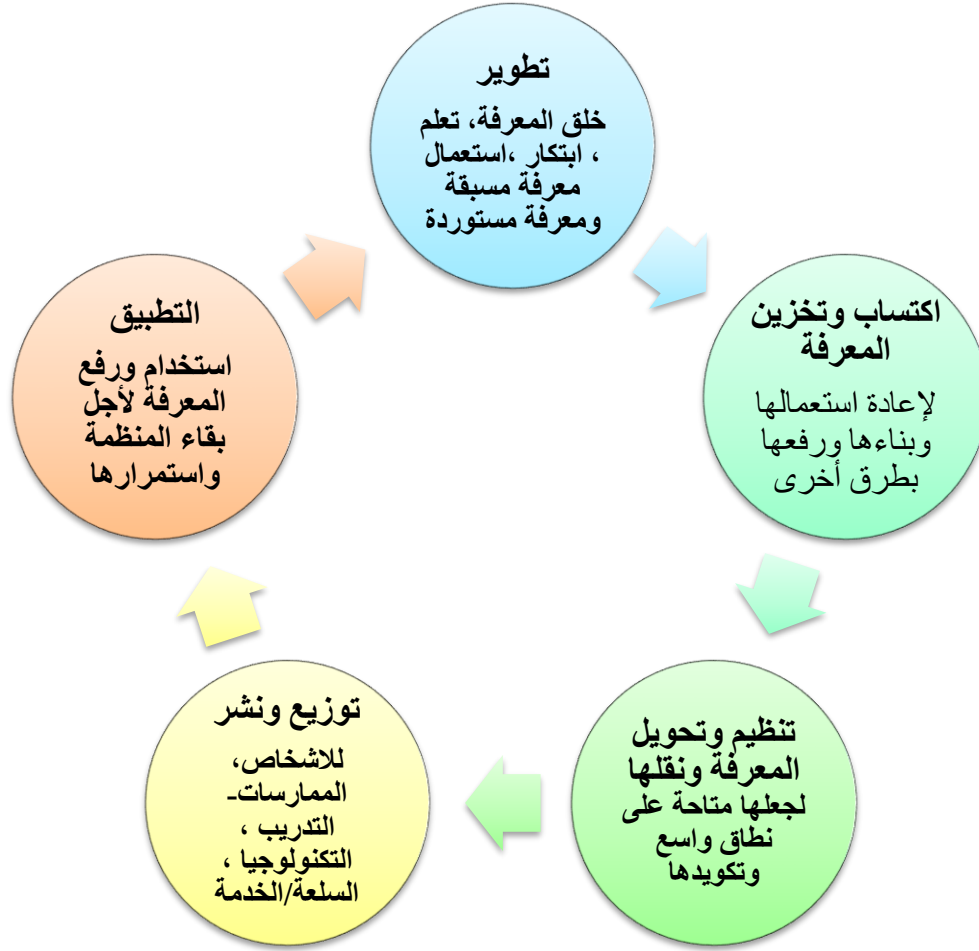 تطوير
خلق المعرفة، تعلم
، ابتكار ،استعمال
معرفة مسبقة
ومعرفة مستوردة
اكتساب وتخزين
المعرفة
لإعادة استعمالها
وبناءها ورفعها
بطرق أخرى
تنظيم وتحويل
المعرفة ونقلها
لجعلها متاحة على
نطاق واسع
وتكويدها
توزيع ونشر
للاشخاص،
الممارسات-
التدريب ،
التكنولوجيا ،
السلعة/الخدمة
التطبيق
استخدام ورفع
المعرفة لأجل
بقاء المنظمة
واستمرارها